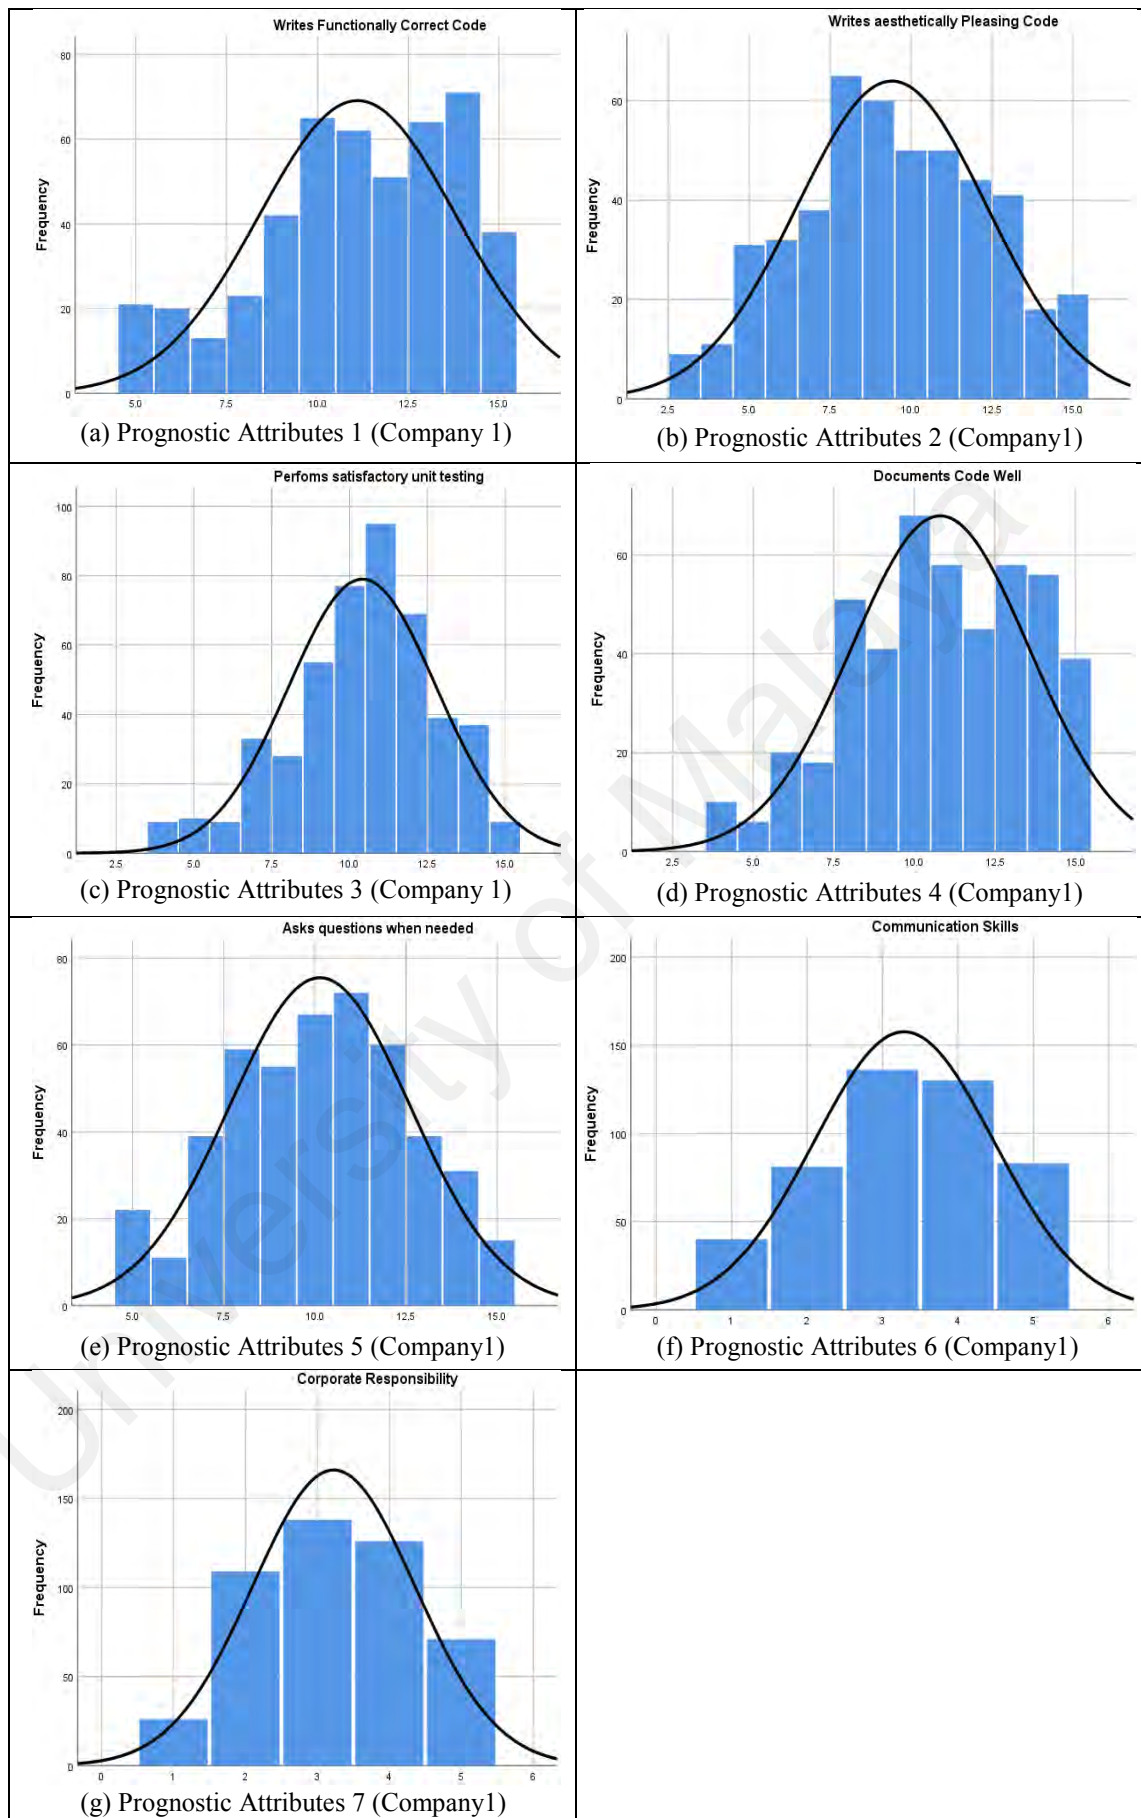 Writes Functionally Correct Code
80
60
40
20
0
Frequency
5.0 7.5 10.0 12.5 15.0
(a) Prognostic Attributes 1 (Company 1)
Writes aesthetically Pleasing Code
60
40
20
0
Frequency
2.5 5.0 7.5 10.0 12.5 15.0
(b) Prognostic Attributes 2 (Company1)
Perfoms satisfactory unit testing
100
80
60
40
20
0
Frequency
2.5 5.0 7.5 10.0 12.5 15.0
(c) Prognostic Attributes 3 (Company 1)
Documents Code Well
60
40
20
0
Frequency
2.5 5.0 7.5 10.0 12.5 15.0
(d) Prognostic Attributes 4 (Company1)
Asks questions when needed
80
60
40
20
0
Frequency
5.0 7.5 10.0 12.5 15.0
(e) Prognostic Attributes 5 (Company1)
Communication Skills
200
150
100
50
0
Frequency
0 1 2 3 4 5 6
(f) Prognostic Attributes 6 (Company1)
Corporate Responsibility
200
150
100
50
0
Frequency
0 1 2 3 4 5 6
(g) Prognostic Attributes 7 (Company1)
University of Malaya